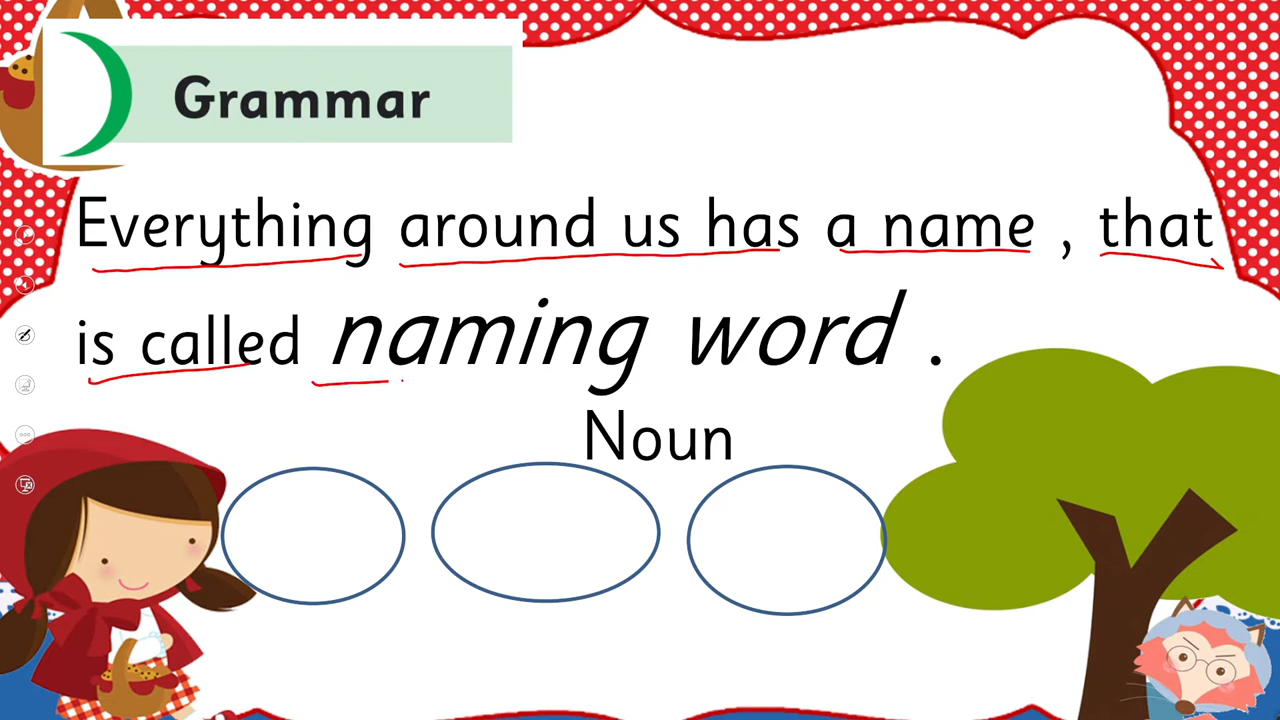 Grammar
Everything around us has a name , that
is called naming word .
Noun